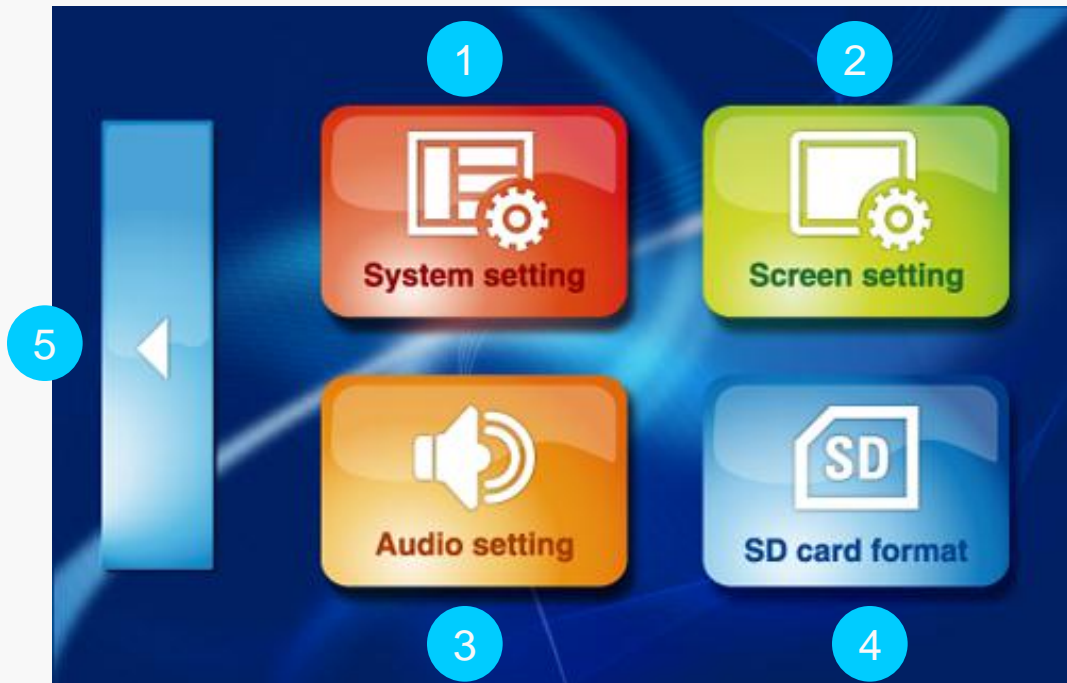 1
2
System setting
Screen setting
5
SD
Audio setting
SD card format
3
4